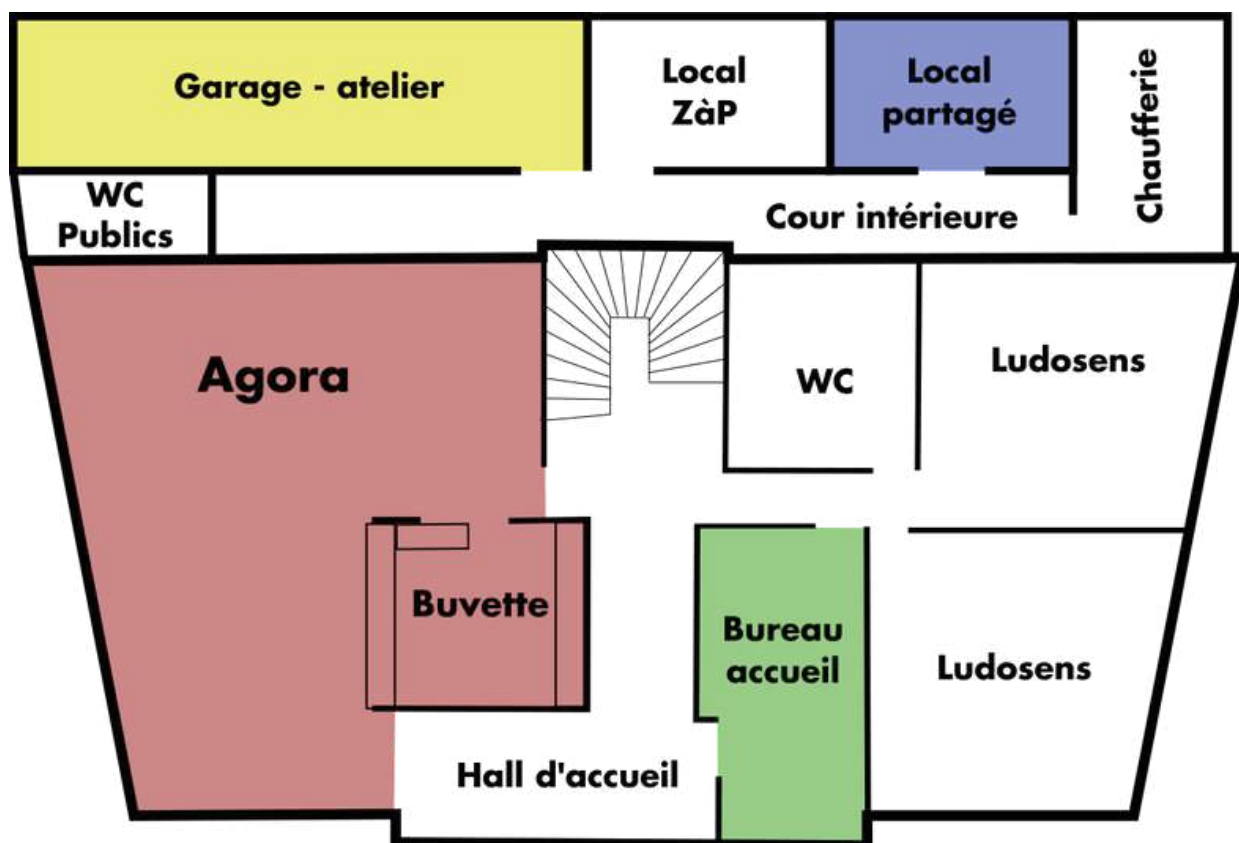 Garage - atelier
Local
ZàP
Local
partagé
Chaufferie
WC
Publics
Cour intérieure
Agora
WC
Ludosens
Buvette
Bureau
accueil
Ludosens
Hall d'accueil